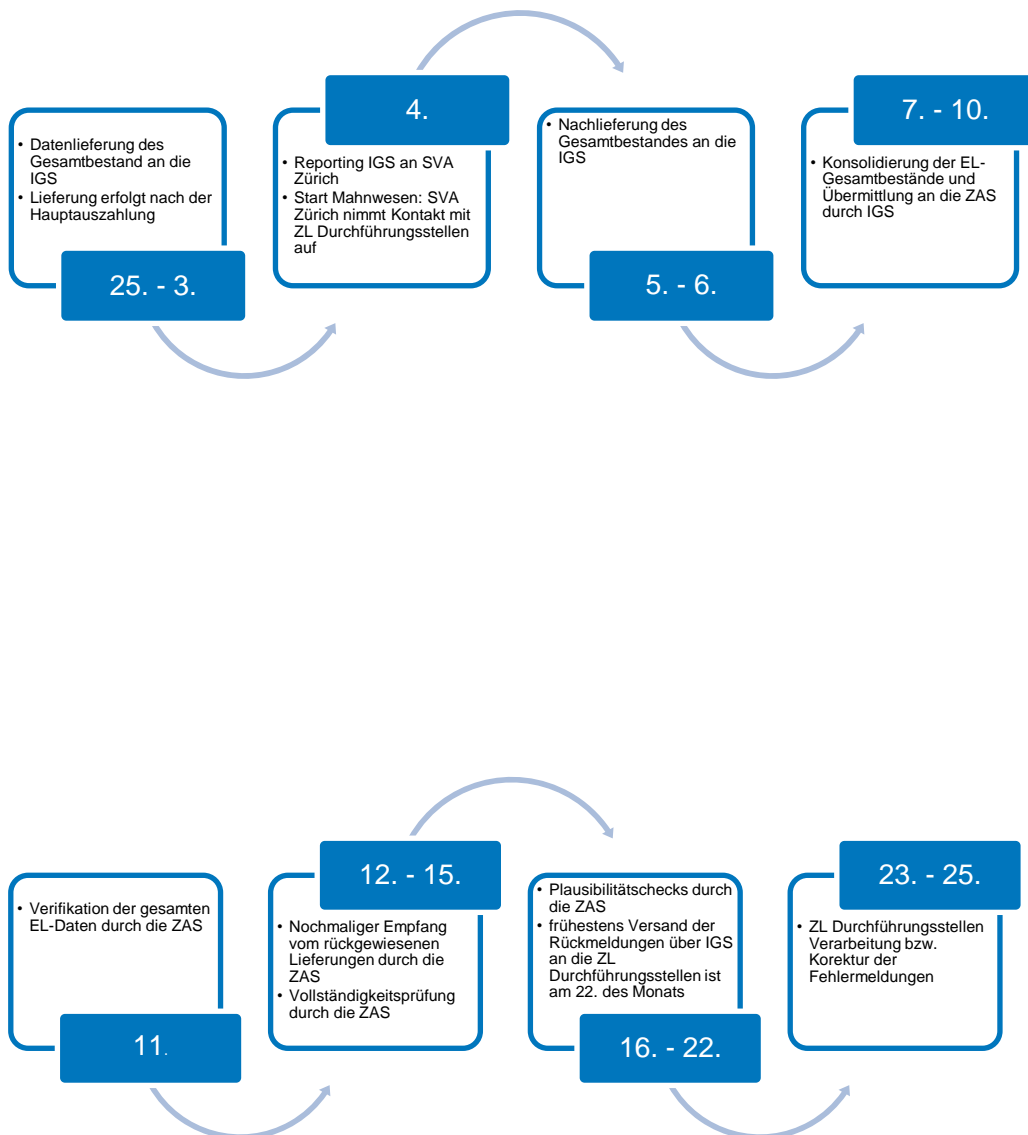 • Datenlieferung des
Gesamtbestand an die
IGS
• Lieferung erfolgt nach der
Hauptauszahlung
25. - 3.
4.
• Reporting IGS an SVA
Zürich
• Start Mahnwesen: SVA
Zürich nimmt Kontakt mit
ZL Durchführungsstellen
auf
• Nachlieferung des
Gesamtbestandes an die
IGS
5. - 6.
7. - 10.
• Konsolidierung der EL-
Gesamtbestände und
Übermittlung an die ZAS
durch IGS
• Verifikation der gesamten
EL-Daten durch die ZAS
11.
12. - 15.
• Nochmaliger Empfang
vom rückgewiesenen
Lieferungen durch die
ZAS
• Vollständigkeitsprüfung
durch die ZAS
• Plausibilitätschecks durch
die ZAS
• frühestens Versand der
Rückmeldungen über IGS
an die ZL
Durchführungsstellen ist
am 22. des Monats
16. - 22.
23. - 25.
• ZL Durchführungsstellen
Verarbeitung bzw.
Korektur der
Fehlermeldungen